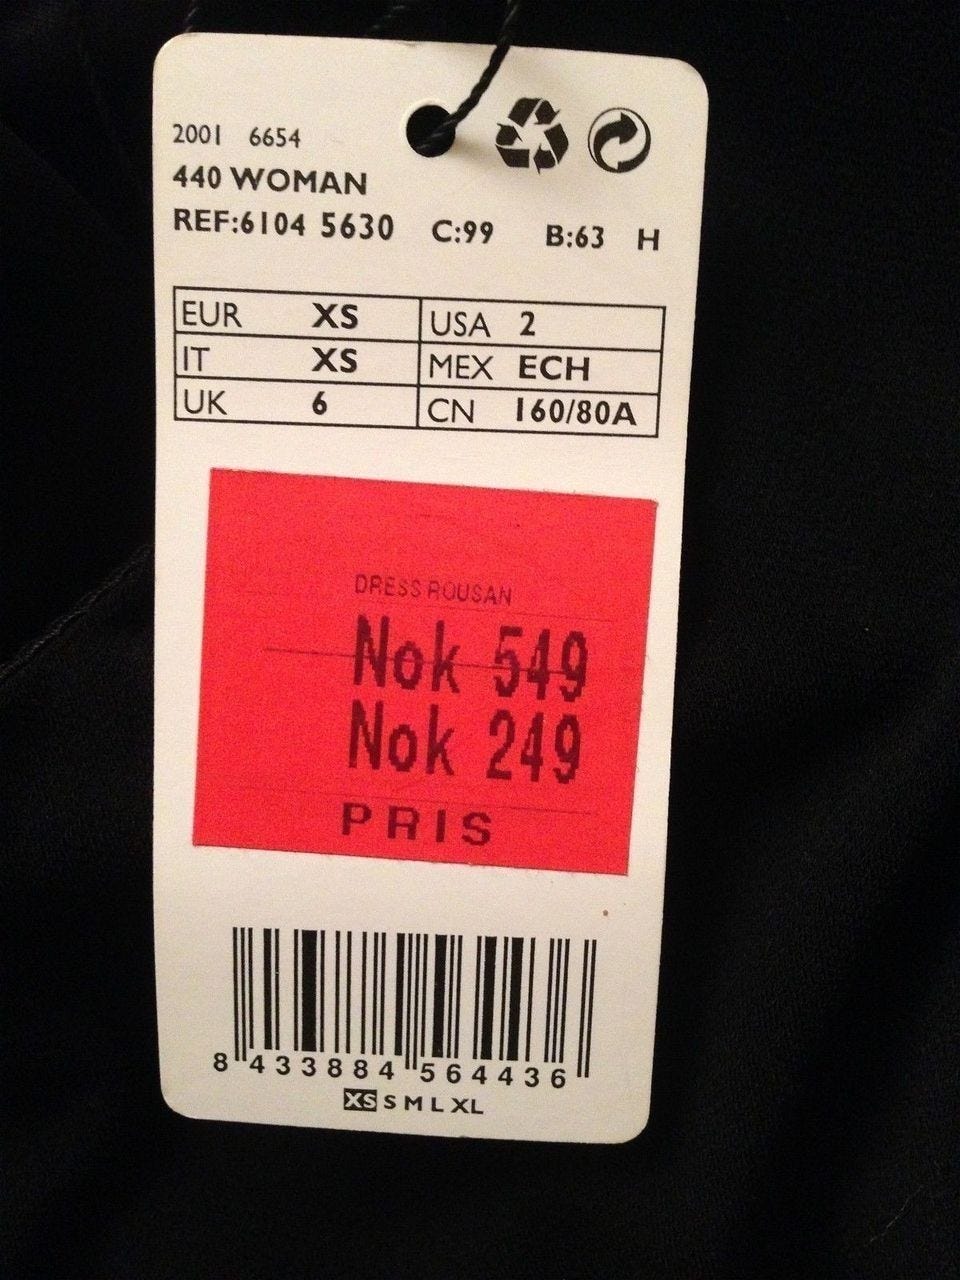 2001 6654
440 WOMAN
REF:6104 5630 C:99 B:63 H
EUR XS USA 2
IT XS MEX ECH
UK 6 CN 160/80A
DRESS ROUSAN
Nok 549
Nok 249
PRIS
8 433884 564436
XS S M L XL